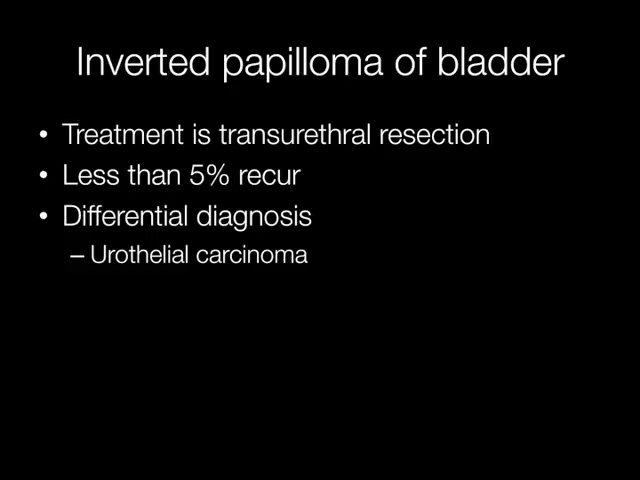 Inverted papilloma of bladder
• Treatment is transurethral resection
• Less than 5% recur
• Differential diagnosis
– Urothelial carcinoma